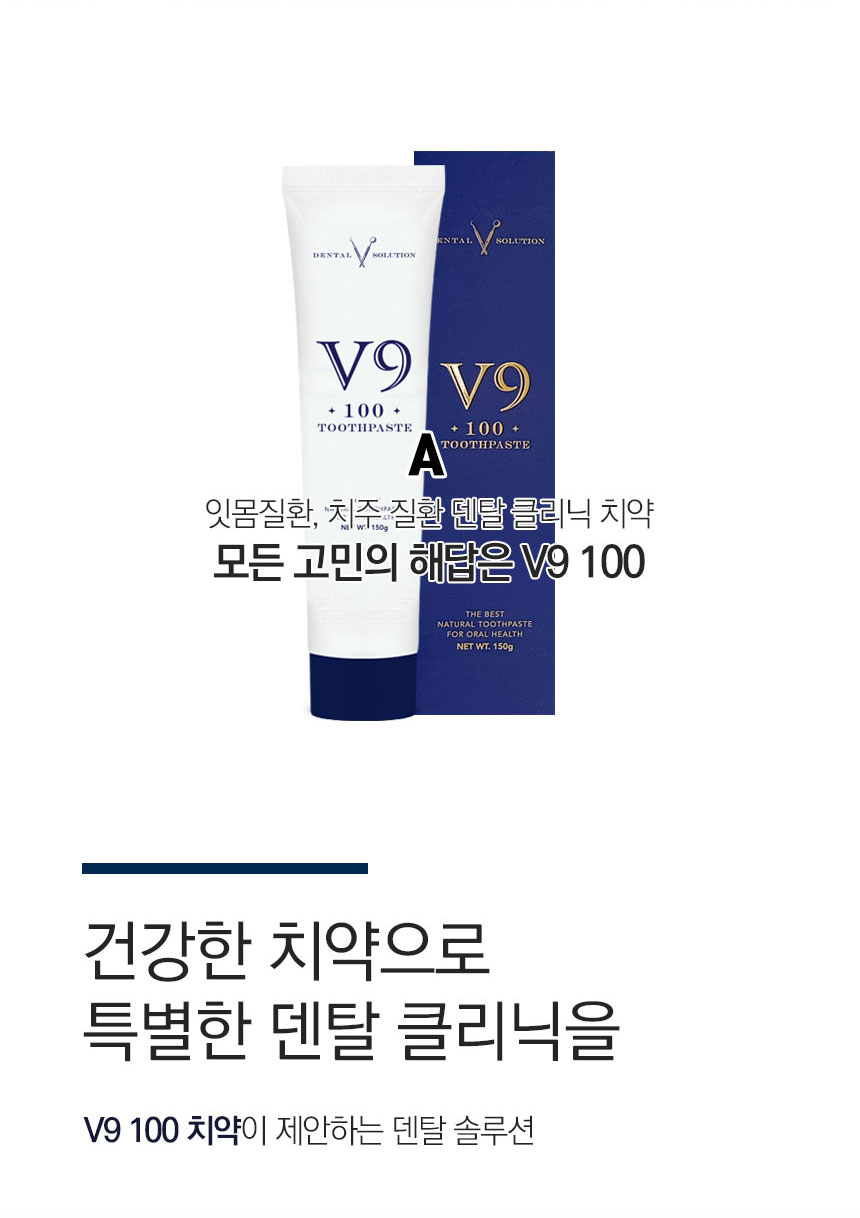 DENTAL SOLUTION
ENTAL SOLUTION
V9
100
TOOTHPASTE
V9
100
TOOTHPASTE
A
잇몸질환, 치주 질환 덴탈 클리닉 치약
NET WT. 150g
모든 고민의 해답은 V9 100
THE BEST
NATURAL TOOTHPASTE
FOR ORAL HEALTH
NET WT. 150g
건강한 치약으로
특별한 덴탈 클리닉을
V9 100 치약이 제안하는 덴탈 솔루션